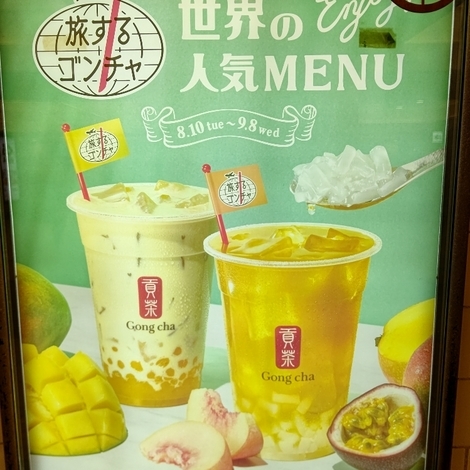 旅する
ゴンチャ
世界の
Enjoy
人気MENU
8.10 tue～9.8 wed
旅する
ゴンチャ
旅する
ゴンチャ
貢茶
Gong cha
貢茶
Gong cha